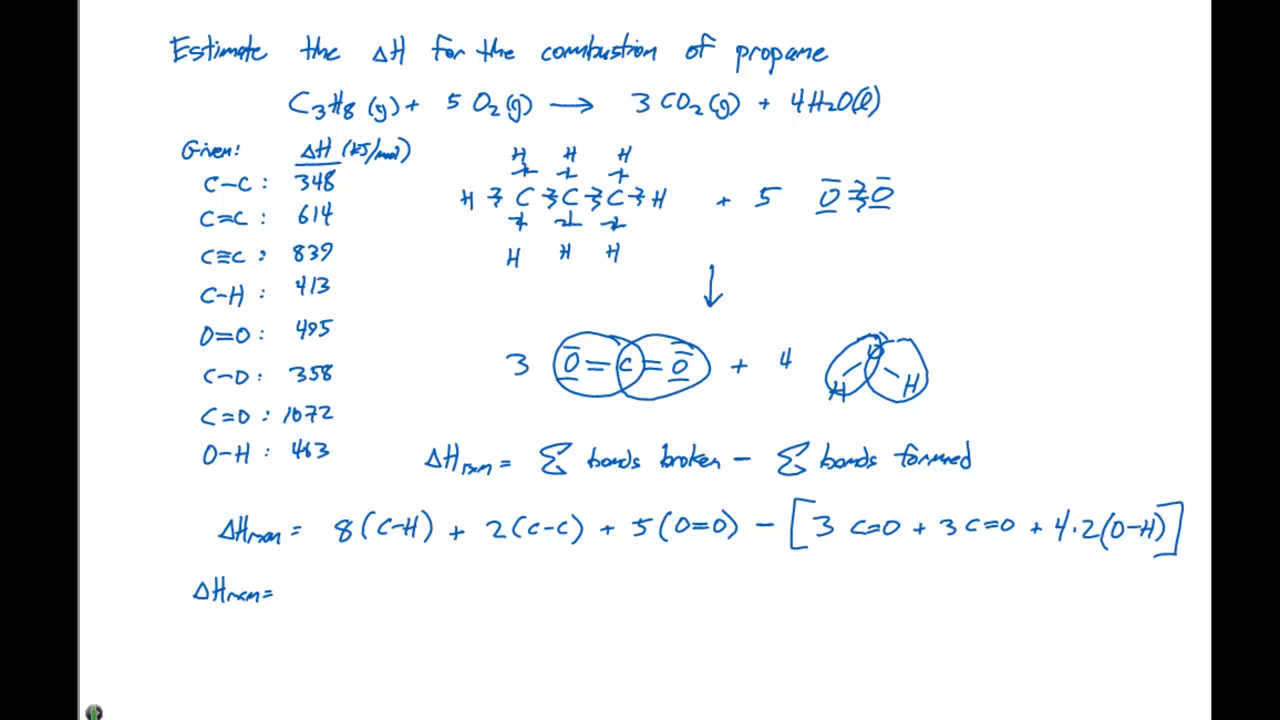 Estimate the ΔH for the combustion of propane
C3H8 (g) + 5 O2 (g) → 3 CO2 (g) + 4 H2O(l)
Given: ΔH (kJ/mol)
C-C: 348
C=C: 614
C≡C: 839
C-H: 413
O=O: 495
C-O: 358
C=O: 1072
O-H: 463
H H H
H C C C H + 5 O O
H H H
↓
3 O=C=O + 4 H O H
ΔHrxn = Σ bonds broken - Σ bonds formed
ΔHrxn = 8(C-H) + 2(C-C) + 5(O=O) - [3 C=O + 3 C=O + 4·2(O-H)]
ΔHrxn =